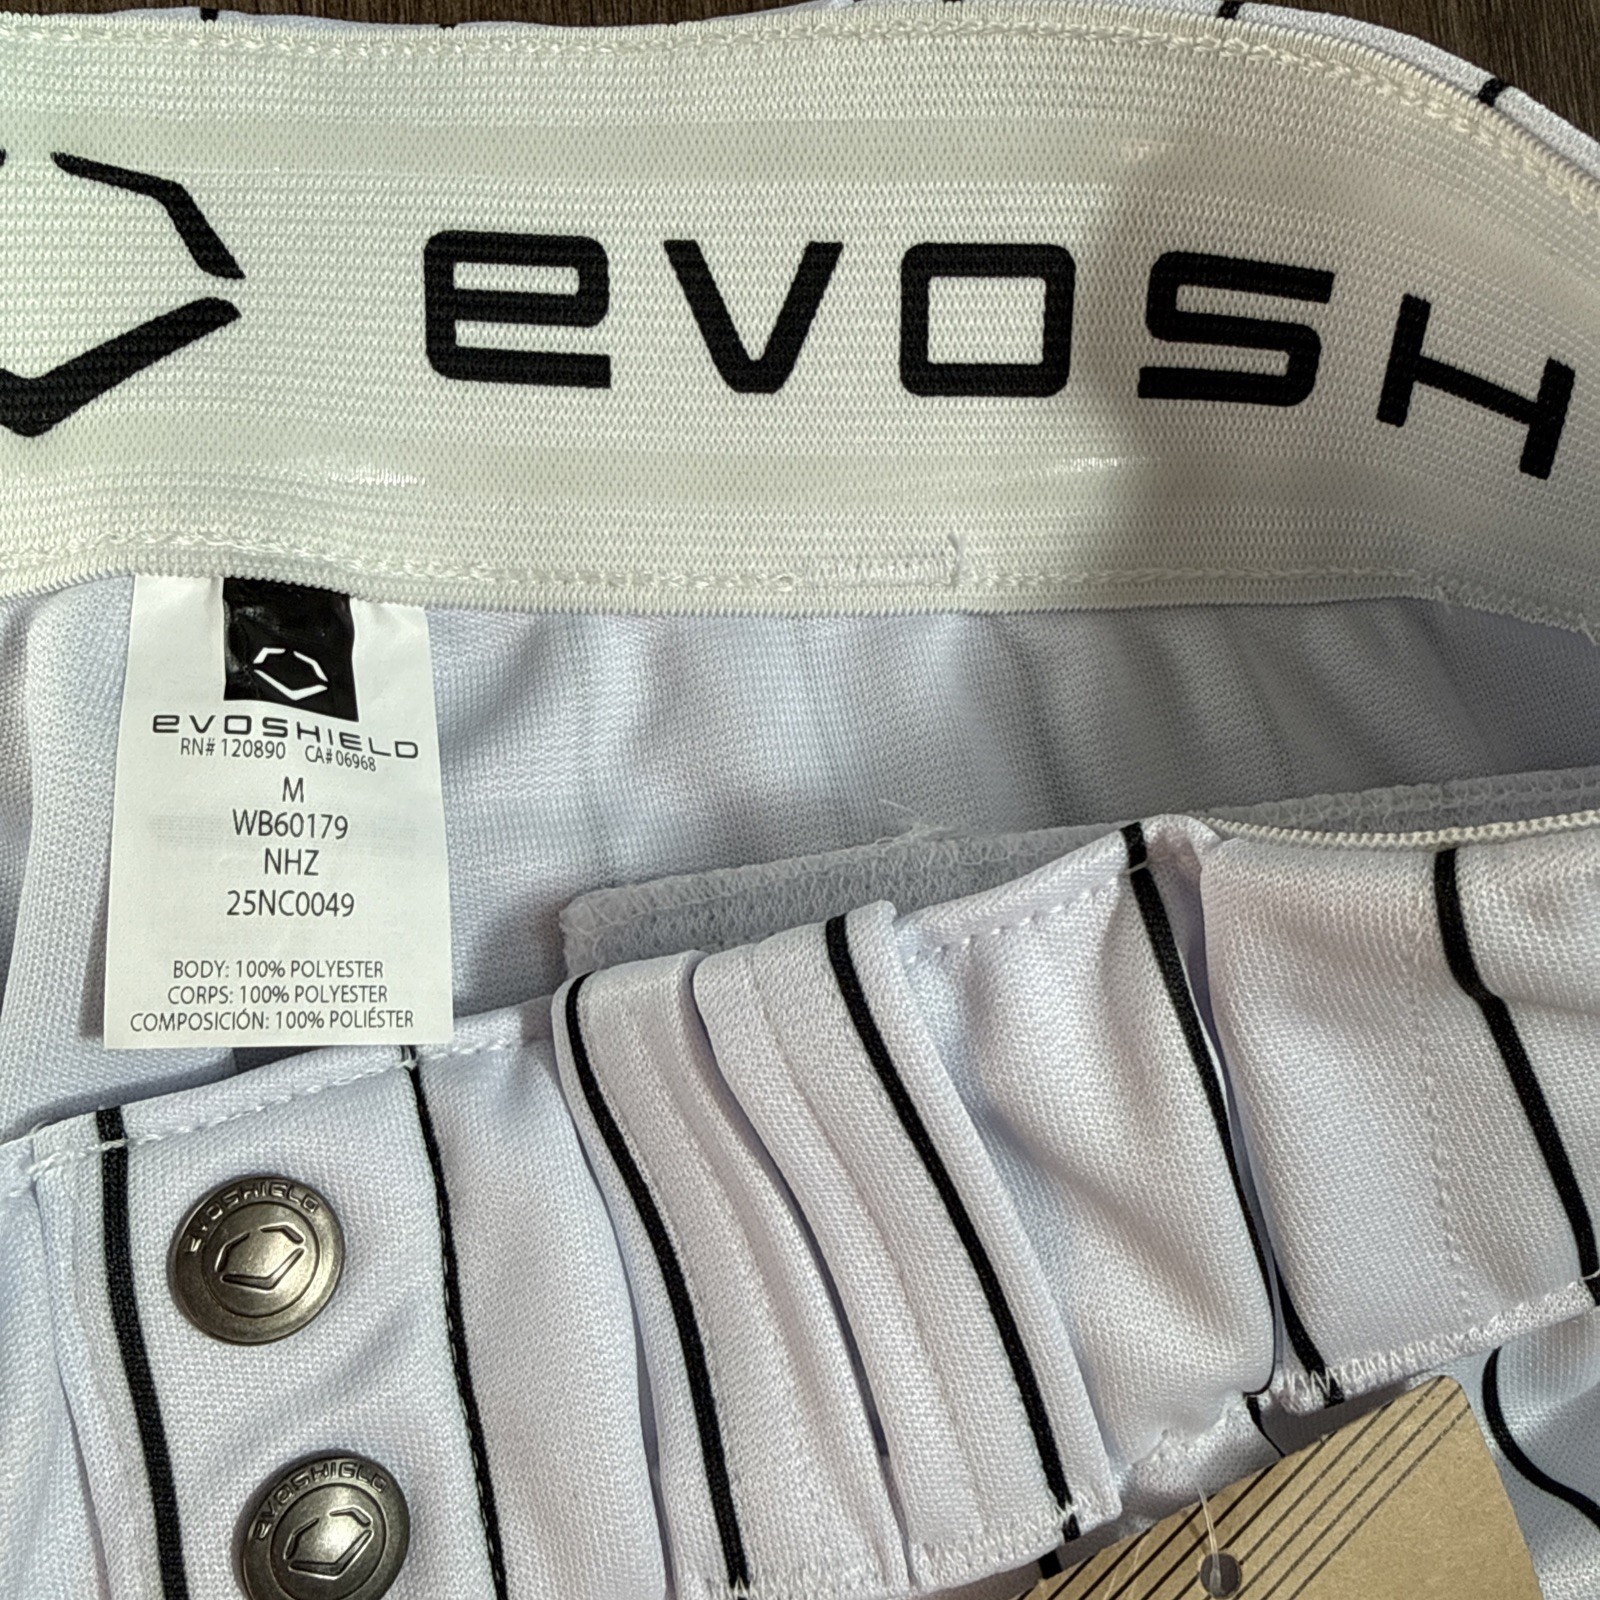 EVOSH
EVOSHIELD
RN# 120890 CA# 06968
M
WB60179
NHZ
25NC0049
BODY: 100% POLYESTER
CORPS: 100% POLYESTER
COMPOSICIÓN: 100% POLIÉSTER
EVOSHIELD
EVOSHIELD